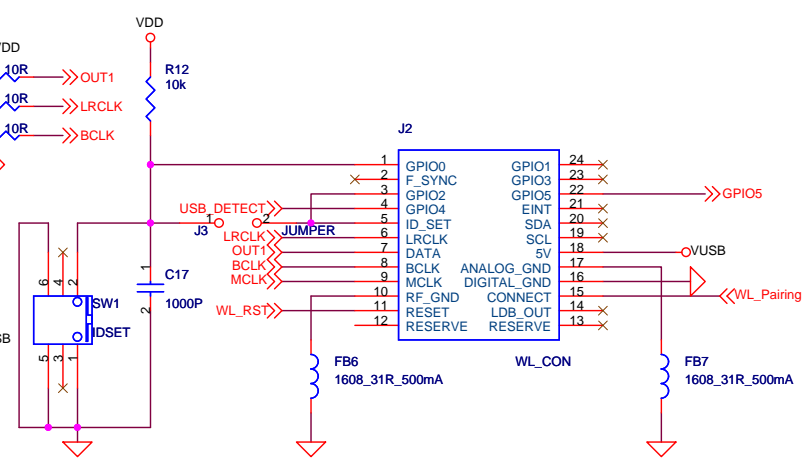 VDD
VDD
R12
10k
10R
OUT1
10R
LRCLK
10R
BCLK
J2
1
GPIO0
2
F_SYNC
3
GPIO2
4
GPIO4
5
ID_SET
6
LRCLK
7
DATA
8
BCLK
9
MCLK
10
RF_GND
11
RESET
12
RESERVE
GPIO1
24
GPIO3
23
GPIO5
22
EINT
21
SDA
20
SCL
19
5V
18
ANALOG_GND
17
DIGITAL_GND
16
CONNECT
15
LDB_OUT
14
RESERVE
13
GPIO5
VUSB
WL_Pairing
USB_DETECT
1
2
J3
JUMPER
LRCLK
OUT1
BCLK
MCLK
WL_RST
1
C17
1000P
2
6
4
2
SW1
IDSET
5
3
1
SB
WL_CON
FB6
1608_31R_500mA
FB7
1608_31R_500mA